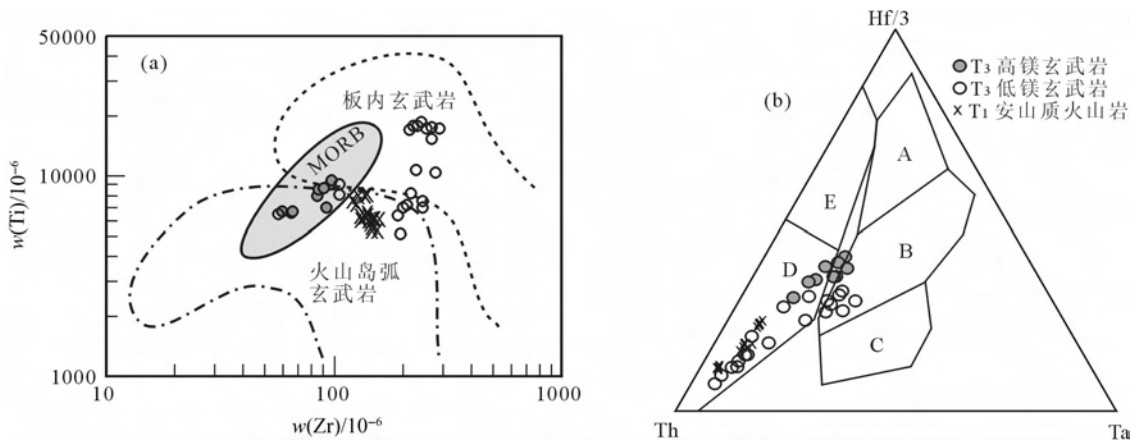 50000
(a)
板内玄武岩
MORB
10000
w(Ti)/10⁻⁶
火山岛弧
玄武岩
1000
10
100
1000
w(Zr)/10⁻⁶
Hf/3
(b)
T₃ 高镁玄武岩
T₃ 低镁玄武岩
T₁ 安山质火山岩
A
E
B
D
C
Th
Ta